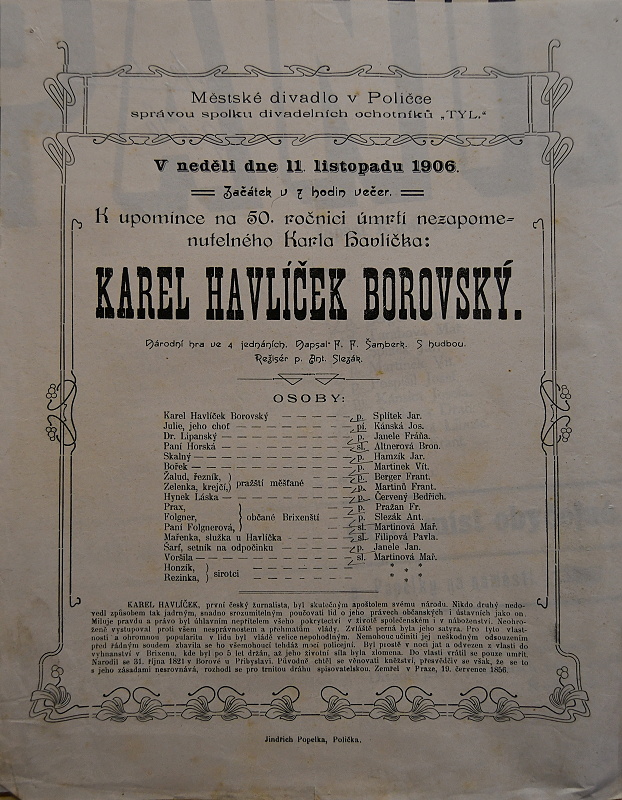 Městské divadlo v Poličce
správou spolku divadelních ochotníků „TYL.“
V neděli dne 11. listopadu 1906.
Začátek v 7 hodin večer.
K upomínce na 50. ročnici úmrtí nezapome-
nutelného Karla Havlíčka:
KAREL HAVLÍČEK BOROVSKÝ.
Národní hra ve 4 jednáních. Napsal F. F. Šamberk. S hudbou.
Režisér p. Ant. Slezák.
OSOBY:
Karel Havlíček Borovský — — — — — p. Splítek Jar.
Julie, jeho choť — — — — — — — — pí. Kánská Jos.
Dr. Lipanský — — — — — — — — — p. Janele Fráňa.
Paní Horská — — — — — — — — — sl. Altnerová Bron.
Skalný — — — — — — — — — — — p. Hamzík Jar.
Bořek — — — — — — — — — — — p. Martinek Vít.
Žalud, řezník, } pražští měšťané — — — — p. Berger Frant.
Zelenka, krejčí, } p. Martinů Frant.
Hynek Láska — — — — — — — — — p. Červený Bedřich.
Prax, } p. Pražan Fr.
Folgner, } občané Brixenští — — p. Slezák Ant.
Paní Folgnerová, } sl. Martinová Mař.
Mařenka, služka u Havlíčka — — — — sl. Filipová Pavla.
Šarf, setník na odpočinku — — — — — p. Janele Jan.
Voršila — — — — — — — — — — — sl. Martinová Mař.
Honzík, } sirotci — — — — — — — * * *
Rezinka, } * * *
KAREL HAVLÍČEK, první český žurnalista, byl skutečným apoštolem svému národu. Nikdo druhý nedo-
vedl způsobem tak jadrným, snadno srozumitelným poučovati lid o jeho právech občanských i ústavních jako on.
Miluje pravdu a právo byl úhlavním nepřítelem všeho pokrytectví v životě společenském i v náboženství. Neohro-
ženě vystupoval proti všem nesprávnostem a přehmatům vlády. Zvláště perná byla jeho satyra. Pro tyto vlast-
nosti a ohromnou popularitu v lidu byl vládě velice nepohodlným. Nemohouc učiniti jej neškodným odsouzením
před řádným soudem zbavila se ho všemohoucí tehdáž mocí policejní. Byl prostě v noci jat a odvezen z vlasti do
vyhnanství v Brixenu, kde byl po 5 let držán, až jeho životní síla byla zlomena. Do vlasti vrátil se pouze umřít.
Narodil se 31. října 1821 v Borové u Přibyslavi. Původně chtěl se věnovati kněžství, přesvědčiv se však, že se to
s jeho zásadami nesrovnává, rozhodl se pro trnitou dráhu spisovatelskou. Zemřel v Praze, 19. července 1856.
Jindřich Popelka, Polička.